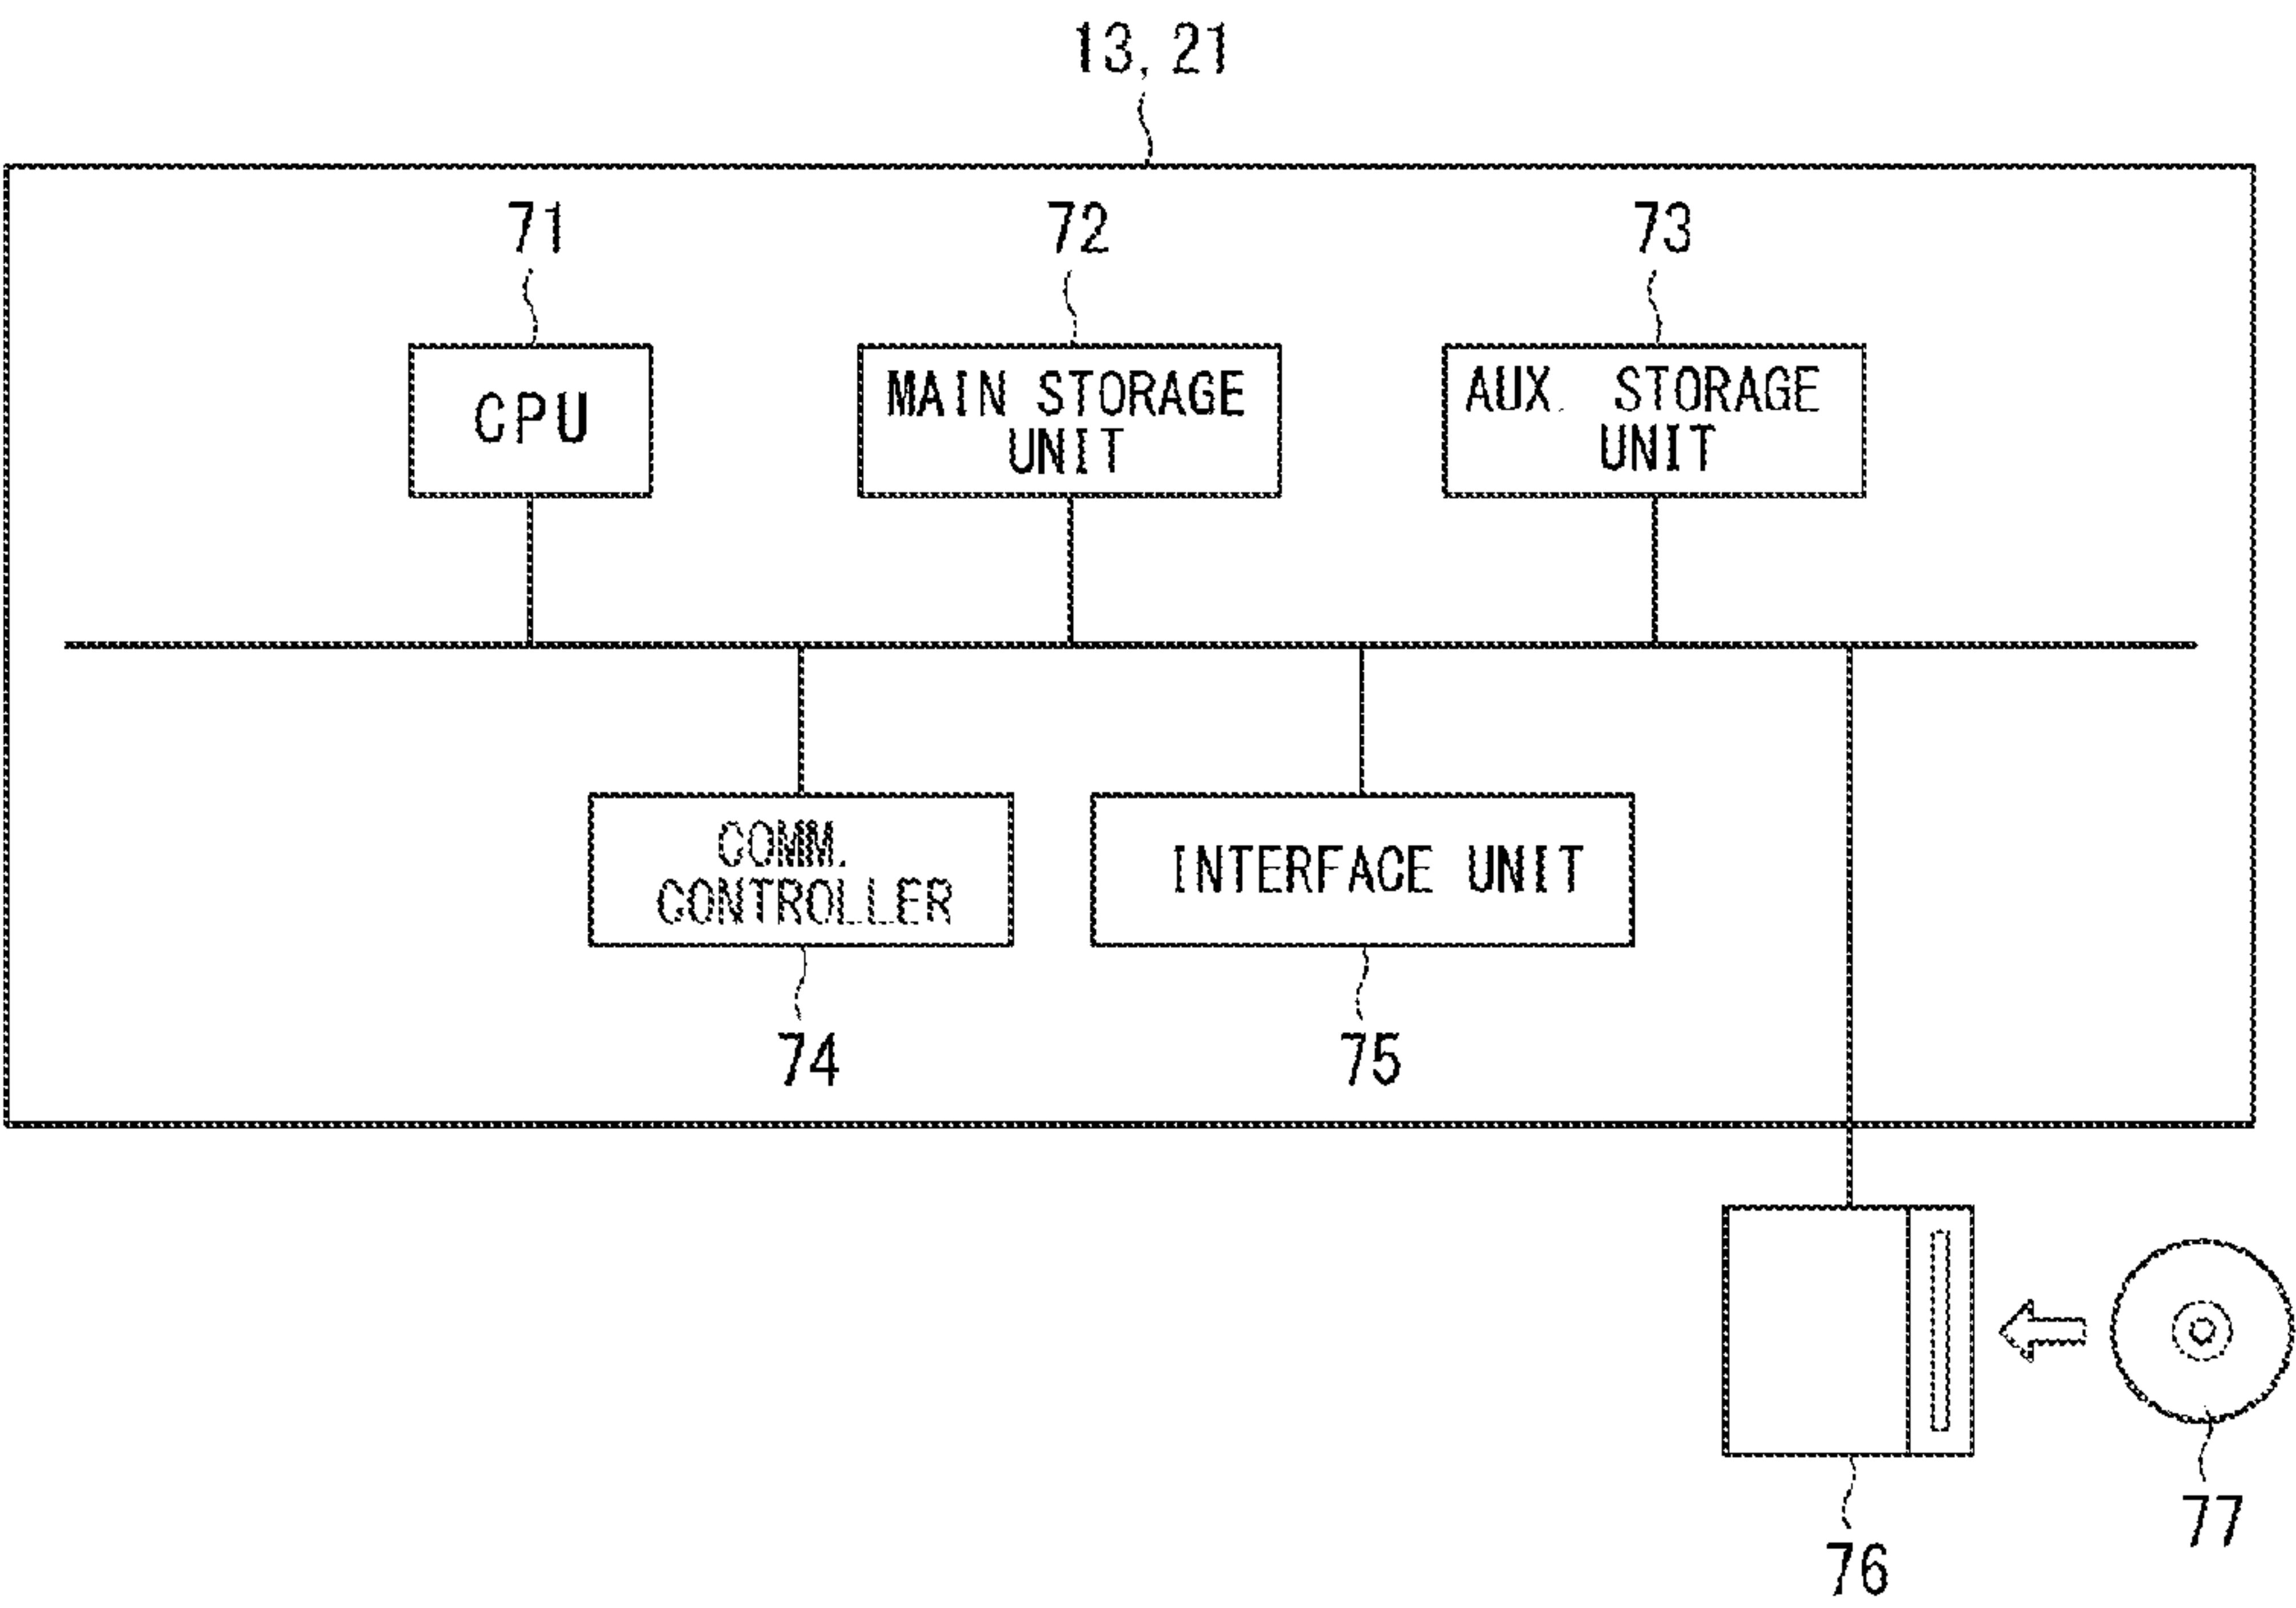 13, 21
71
72
73
CPU
MAIN STORAGE
UNIT
AUX. STORAGE
UNIT
COMM.
CONTROLLER
INTERFACE UNIT
74
75
76
77